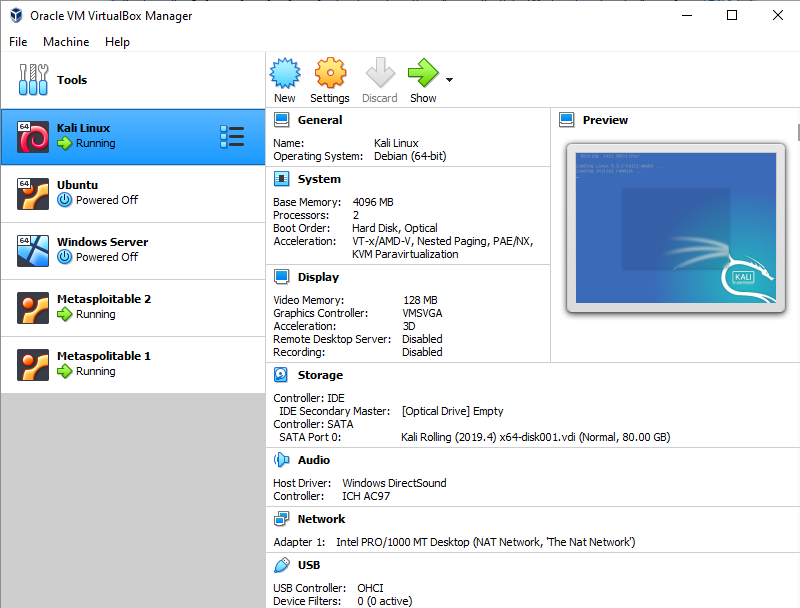 Oracle VM VirtualBox Manager
File Machine Help
Tools
64
Kali Linux
Running
64
Ubuntu
Powered Off
64
Windows Server
Powered Off
Metasploitable 2
Running
Metaspolitable 1
Running
New Settings Discard Show
General
Name: Kali Linux
Operating System: Debian (64-bit)
System
Base Memory: 4096 MB
Processors: 2
Boot Order: Hard Disk, Optical
Acceleration: VT-x/AMD-V, Nested Paging, PAE/NX,
KVM Paravirtualization
Display
Video Memory: 128 MB
Graphics Controller: VMSVGA
Acceleration: 3D
Remote Desktop Server: Disabled
Recording: Disabled
Preview
Loading initial ramdisk ...
KALI
Storage
Controller: IDE
IDE Secondary Master: [Optical Drive] Empty
Controller: SATA
SATA Port 0: Kali Rolling (2019.4) x64-disk001.vdi (Normal, 80.00 GB)
Audio
Host Driver: Windows DirectSound
Controller: ICH AC97
Network
Adapter 1: Intel PRO/1000 MT Desktop (NAT Network, 'The Nat Network')
USB
USB Controller: OHCI
Device Filters: 0 (0 active)